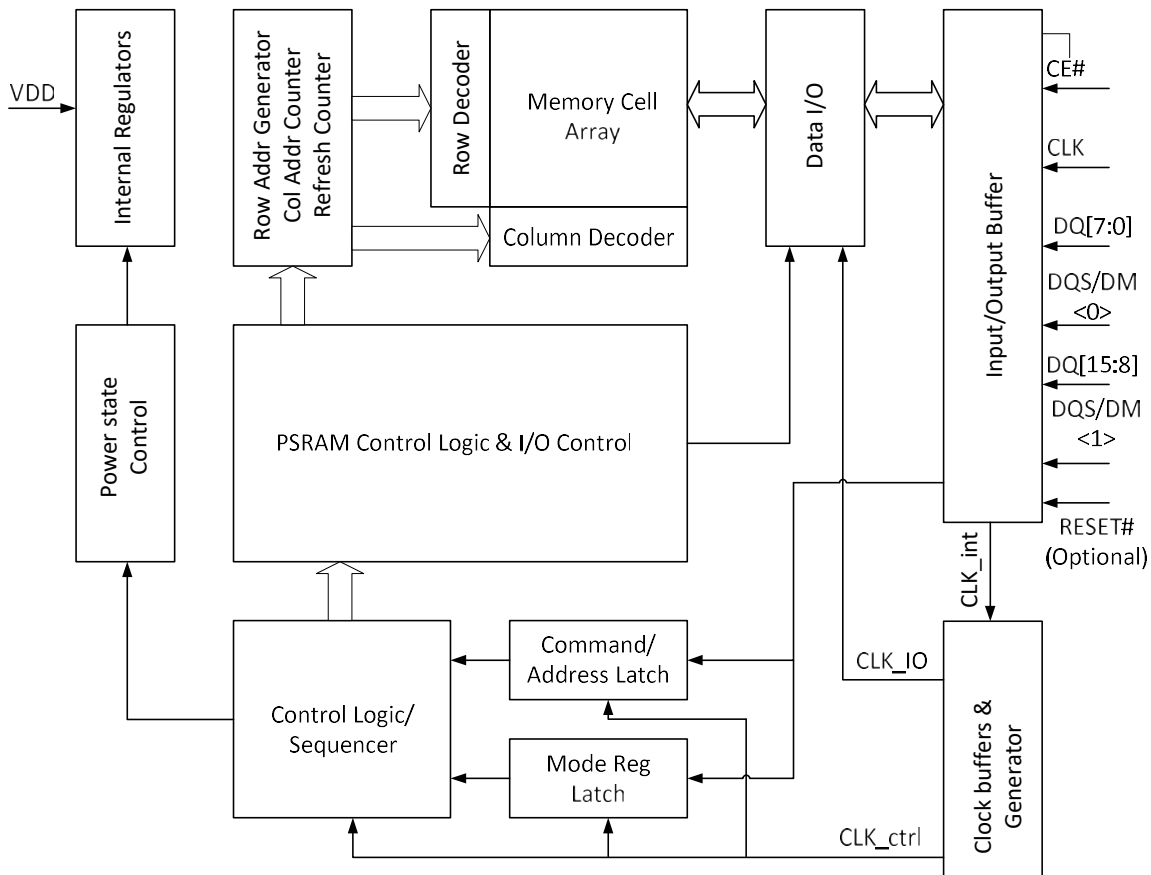 VDD
Internal Regulators
Row Addr Generator
Col Addr Counter
Refresh Counter
Row Decoder
Memory Cell
Array
Column Decoder
Data I/O
Input/Output Buffer
CE#
CLK
DQ[7:0]
DQS/DM
<0>
DQ[15:8]
DQS/DM
<1>
RESET#
(Optional)
Power state
Control
PSRAM Control Logic & I/O Control
CLK_int
Control Logic/
Sequencer
Command/
Address Latch
Mode Reg
Latch
CLK_IO
CLK_ctrl
Clock buffers &
Generator